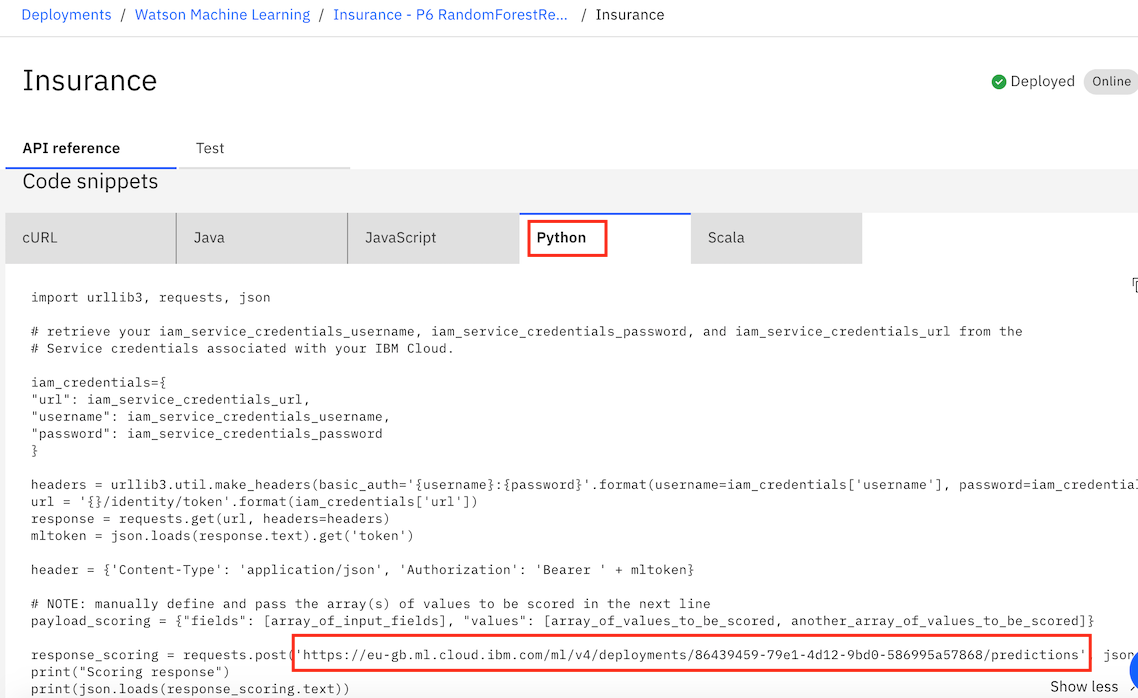 Deployments / Watson Machine Learning / Insurance - P6 RandomForestRe... / Insurance
Insurance
Deployed Online
API reference Test
Code snippets
cURL Java JavaScript Python Scala
import urllib3, requests, json
# retrieve your iam_service_credentials_username, iam_service_credentials_password, and iam_service_credentials_url from the
# Service credentials associated with your IBM Cloud.
iam_credentials={
"url": iam_service_credentials_url,
"username": iam_service_credentials_username,
"password": iam_service_credentials_password
}
headers = urllib3.util.make_headers(basic_auth='{username}:{password}'.format(username=iam_credentials['username'], password=iam_credential
url = '{}/identity/token'.format(iam_credentials['url'])
response = requests.get(url, headers=headers)
mltoken = json.loads(response.text).get('token')
header = {'Content-Type': 'application/json', 'Authorization': 'Bearer ' + mltoken}
# NOTE: manually define and pass the array(s) of values to be scored in the next line
payload_scoring = {"fields": [array_of_input_fields], "values": [array_of_values_to_be_scored, another_array_of_values_to_be_scored]}
response_scoring = requests.post('https://eu-gb.ml.cloud.ibm.com/ml/v4/deployments/86439459-79e1-4d12-9bd0-586995a57868/predictions' json
print("Scoring response")
print(json.loads(response_scoring.text))
Show less